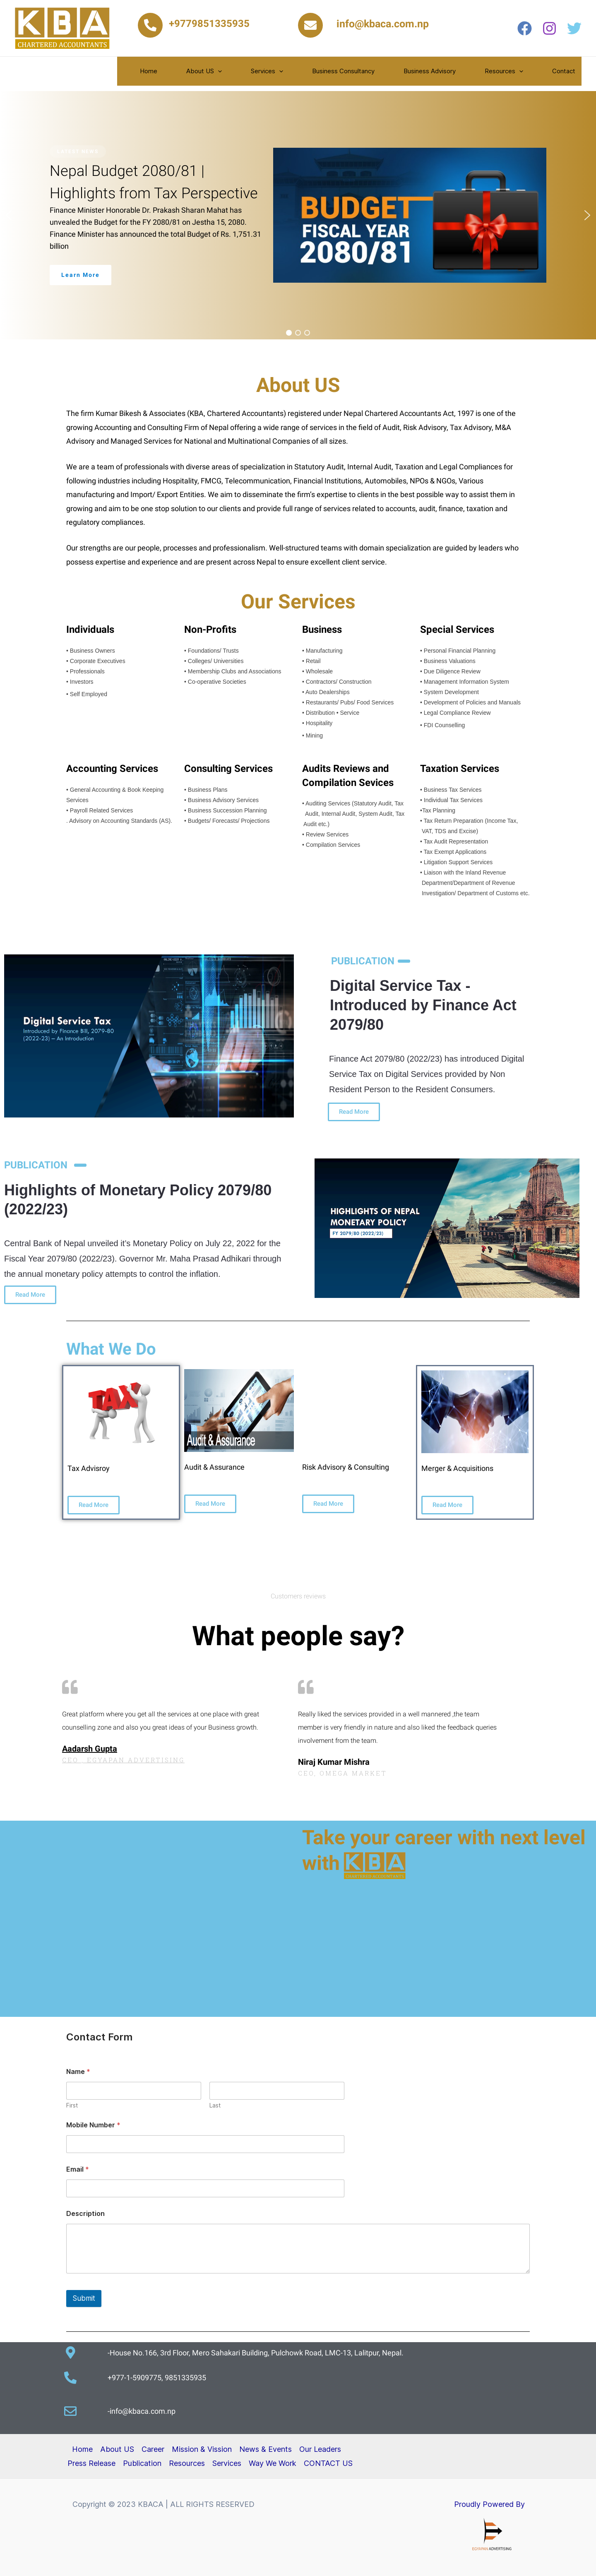 KBA
CHARTERED ACCOUNTANTS
+9779851335935
info@kbaca.com.np
Home About US Services Business Consultancy Business Advisory Resources Contact
Nepal Budget 2080/81 |
Highlights from Tax Perspective
Finance Minister Honorable Dr. Prakash Sharan Mahat has
unvealed the Budget for the FY 2080/81 on Jestha 15, 2080.
Finance Minister has announced the total Budget of Rs. 1,751.31
billion
Learn More
BUDGET
FISCAL YEAR
2080/81
About US
The firm Kumar Bikesh & Associates (KBA, Chartered Accountants) registered under Nepal Chartered Accountants Act, 1997 is one of the
growing Accounting and Consulting Firm of Nepal offering a wide range of services in the field of Audit, Risk Advisory, Tax Advisory, M&A
Advisory and Managed Services for National and Multinational Companies of all sizes.
We are a team of professionals with diverse areas of specialization in Statutory Audit, Internal Audit, Taxation and Legal Compliances for
following industries including Hospitality, FMCG, Telecommunication, Financial Institutions, Automobiles, NPOs & NGOs, Various
manufacturing and Import/ Export Entities. We aim to disseminate the firm's expertise to clients in the best possible way to assist them in
growing and aim to be one stop solution to our clients and provide full range of services related to accounts, audit, finance, taxation and
regulatory compliances.
Our strengths are our people, processes and professionalism. Well-structured teams with domain specialization are guided by leaders who
possess expertise and experience and are present across Nepal to ensure excellent client service.
Our Services
Individuals
• Business Owners
• Corporate Executives
• Professionals
• Investors
• Self Employed
Non-Profits
• Foundations/ Trusts
• Colleges/ Universities
• Membership Clubs and Associations
• Co-operative Societies
Business
• Manufacturing
• Retail
• Wholesale
• Contractors/ Construction
• Auto Dealerships
• Restaurants/ Pubs/ Food Services
• Distribution • Service
• Hospitality
• Mining
Special Services
• Personal Financial Planning
• Business Valuations
• Due Diligence Review
• Management Information System
• System Development
• Development of Policies and Manuals
• Legal Compliance Review
• FDI Counselling
Accounting Services
• General Accounting & Book Keeping
Services
• Payroll Related Services
. Advisory on Accounting Standards (AS).
Consulting Services
• Business Plans
• Business Advisory Services
• Business Succession Planning
• Budgets/ Forecasts/ Projections
Audits Reviews and
Compilation Sevices
• Auditing Services (Statutory Audit, Tax
Audit, Internal Audit, System Audit, Tax
Audit etc.)
• Review Services
• Compilation Services
Taxation Services
• Business Tax Services
• Individual Tax Services
•Tax Planning
• Tax Return Preparation (Income Tax,
VAT, TDS and Excise)
• Tax Audit Representation
• Tax Exempt Applications
• Litigation Support Services
• Liaison with the Inland Revenue
Department/Department of Revenue
Investigation/ Department of Customs etc.
Digital Service Tax
Introduced by Finance Bill, 2079-80
(2022-23) – An Introduction
PUBLICATION
Digital Service Tax -
Introduced by Finance Act
2079/80
Finance Act 2079/80 (2022/23) has introduced Digital
Service Tax on Digital Services provided by Non
Resident Person to the Resident Consumers.
Read More
PUBLICATION
Highlights of Monetary Policy 2079/80
(2022/23)
Central Bank of Nepal unveiled it's Monetary Policy on July 22, 2022 for the
Fiscal Year 2079/80 (2022/23). Governor Mr. Maha Prasad Adhikari through
the annual monetary policy attempts to control the inflation.
Read More
HIGHLIGHTS OF NEPAL
MONETARY POLICY
FY 2079/80 (2022/23)
What We Do
TAX
Tax Advisroy
Read More
Audit & Assurance
Audit & Assurance
Read More
Risk Advisory & Consulting
Read More
Merger & Acquisitions
Read More
Customers reviews
What people say?
Great platform where you get all the services at one place with great
counselling zone and also you great ideas of your Business growth.
Aadarsh Gupta
Really liked the services provided in a well mannered ,the team
member is very friendly in nature and also liked the feedback queries
involvement from the team.
Niraj Kumar Mishra
CEO, OMEGA MARKET
Take your career with next level
with KBA
CHARTERED ACCOUNTANTS
Contact Form
Name *
First Last
Mobile Number *
Email *
Description
Submit
-House No.166, 3rd Floor, Mero Sahakari Building, Pulchowk Road, LMC-13, Lalitpur, Nepal.
+977-1-5909775, 9851335935
-info@kbaca.com.np
Home About US Career Mission & Vission News & Events Our Leaders
Press Release Publication Resources Services Way We Work CONTACT US
Copyright © 2023 KBACA | ALL RIGHTS RESERVED
Proudly Powered By